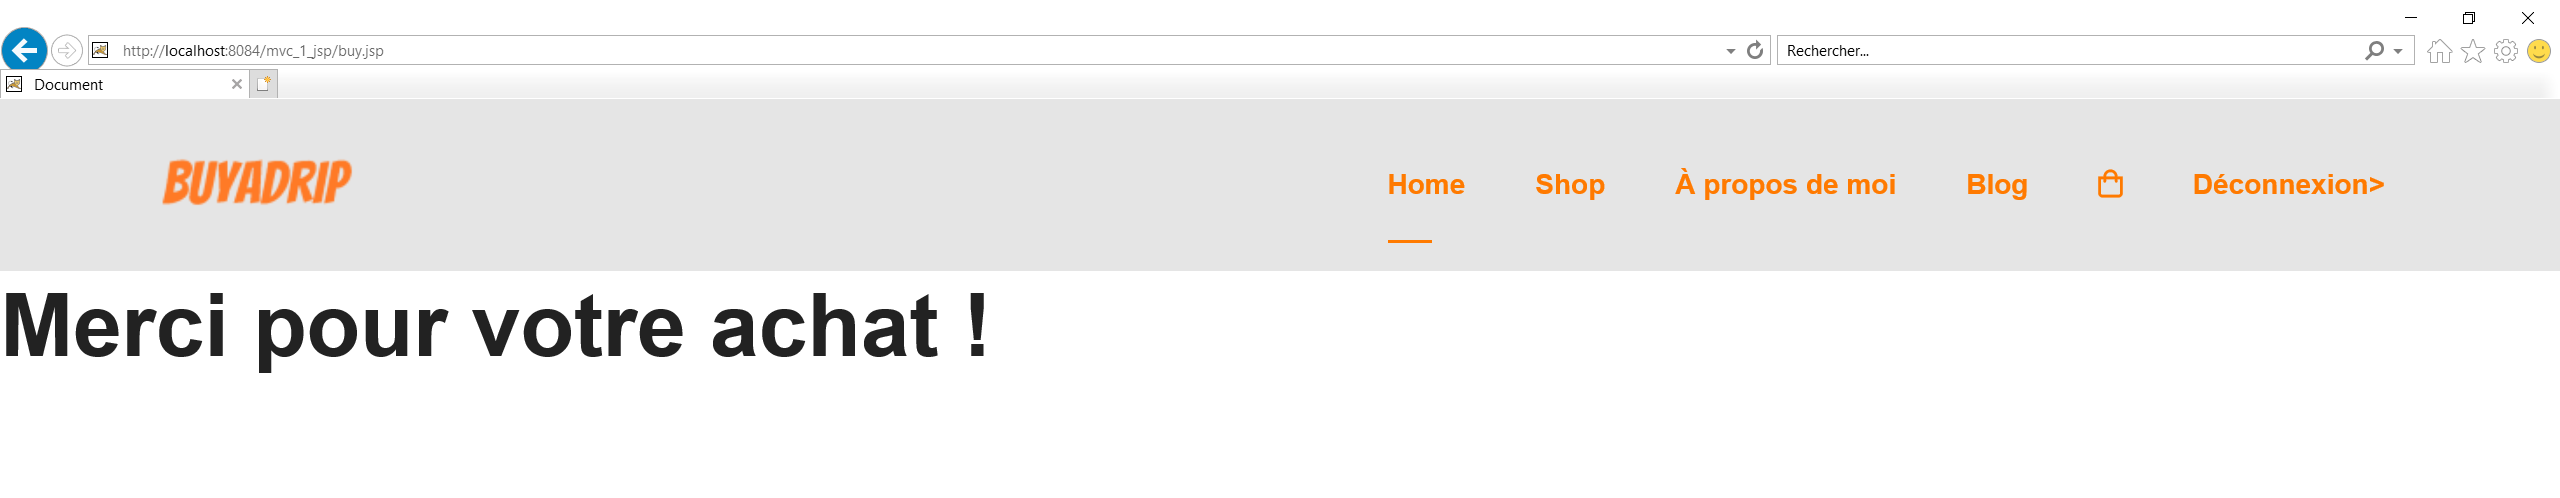 http://localhost:8084/mvc_1_jsp/buy.jsp Rechercher...
Document
BUYADRIP Home Shop À propos de moi Blog Déconnexion>
Merci pour votre achat !